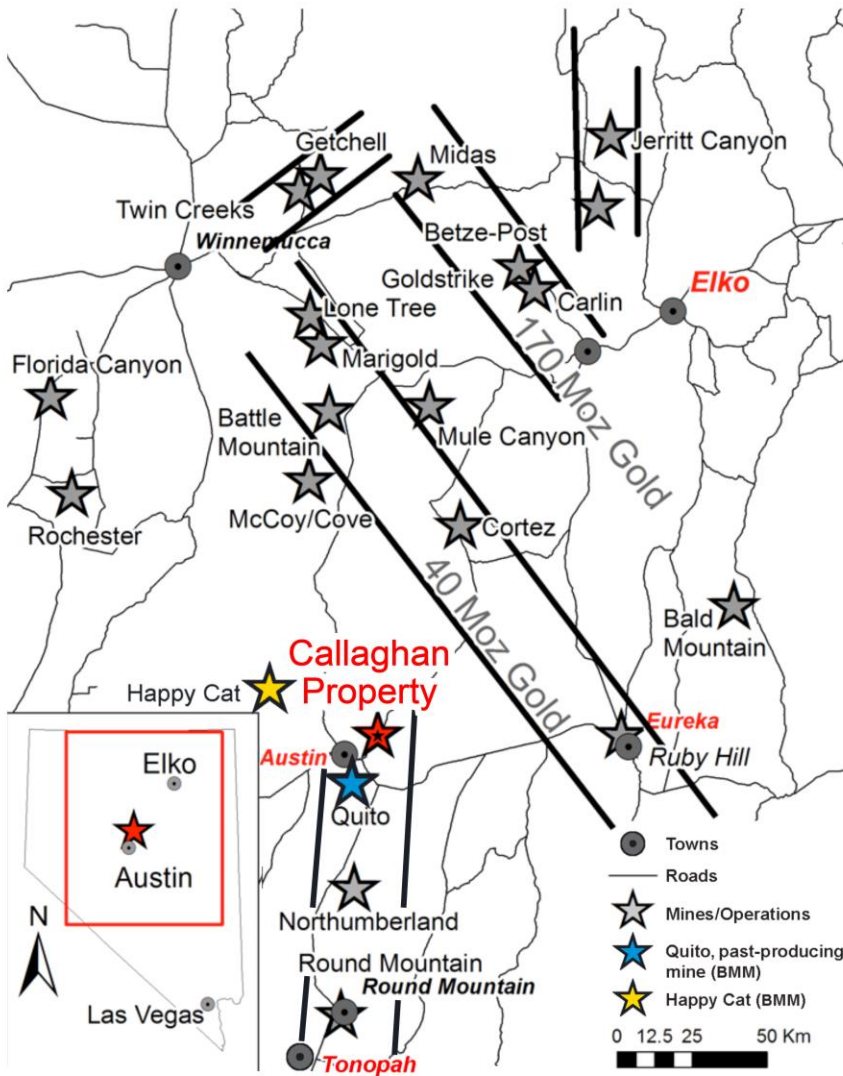 Getchell
Midas
Jerritt Canyon
Twin Creeks
Winnemucca
Betze-Post
Goldstrike
Elko
Carlin
Lone Tree
Marigold
170 Moz Gold
Florida Canyon
Battle
Mountain
Mule Canyon
Rochester
McCoy/Cove
Cortez
40 Moz Gold
Bald
Mountain
Callaghan
Property
Happy Cat
Austin
Eureka
Ruby Hill
Quito
Northumberland
Round Mountain
Round Mountain
Tonopah
Elko
Austin
N
Las Vegas
Towns
Roads
Mines/Operations
Quito, past-producing
mine (BMM)
Happy Cat (BMM)
0 12.5 25 50 Km